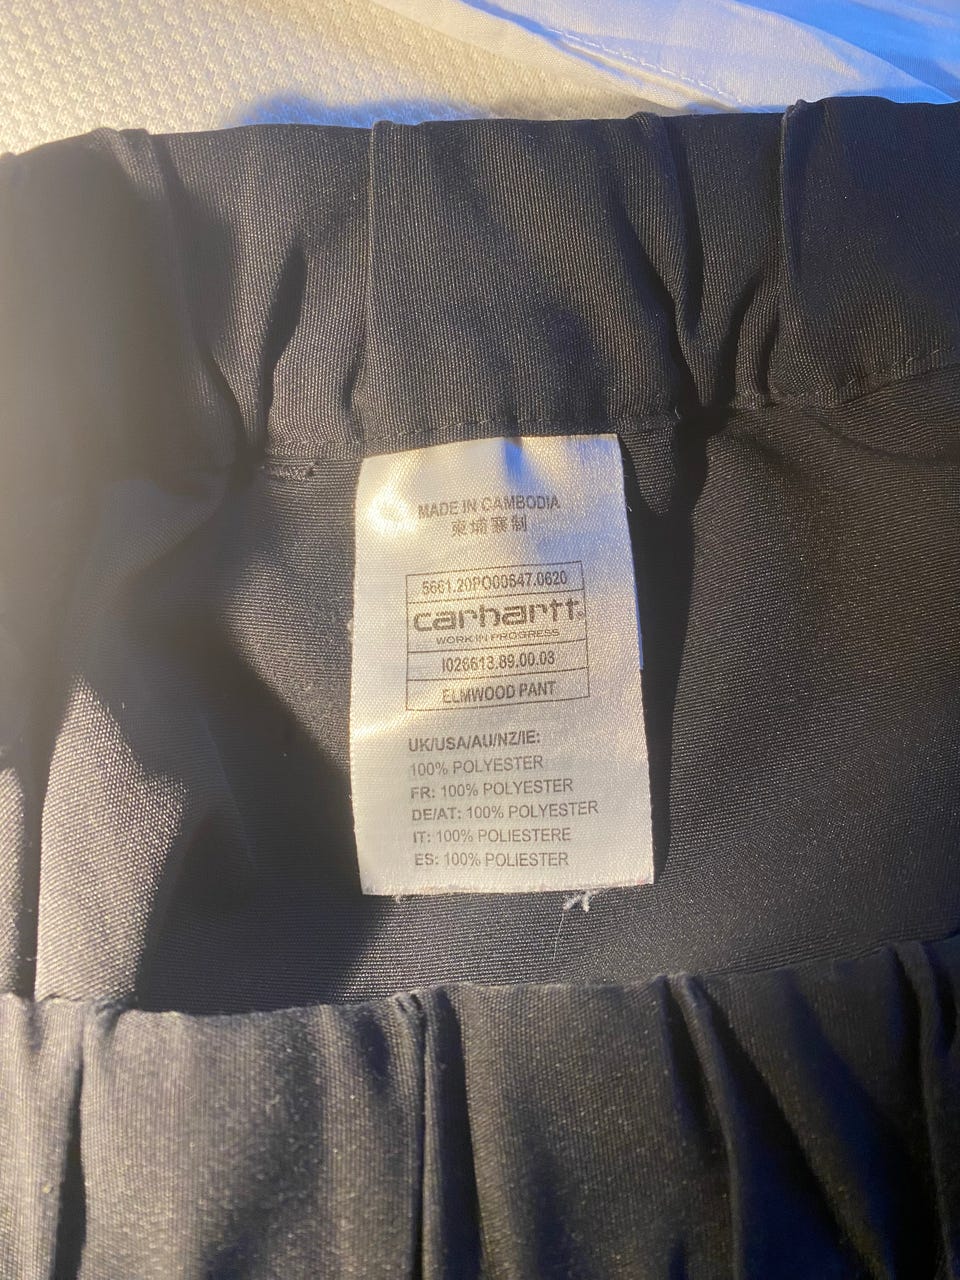 MADE IN CAMBODIA
柬埔寨制
5661.20PO00547.0620
carhartt®
WORK IN PROGRESS
I026613.89.00.03
ELMWOOD PANT
UK/USA/AU/NZ/IE:
100% POLYESTER
FR: 100% POLYESTER
DE/AT: 100% POLYESTER
IT: 100% POLIESTERE
ES: 100% POLIESTER